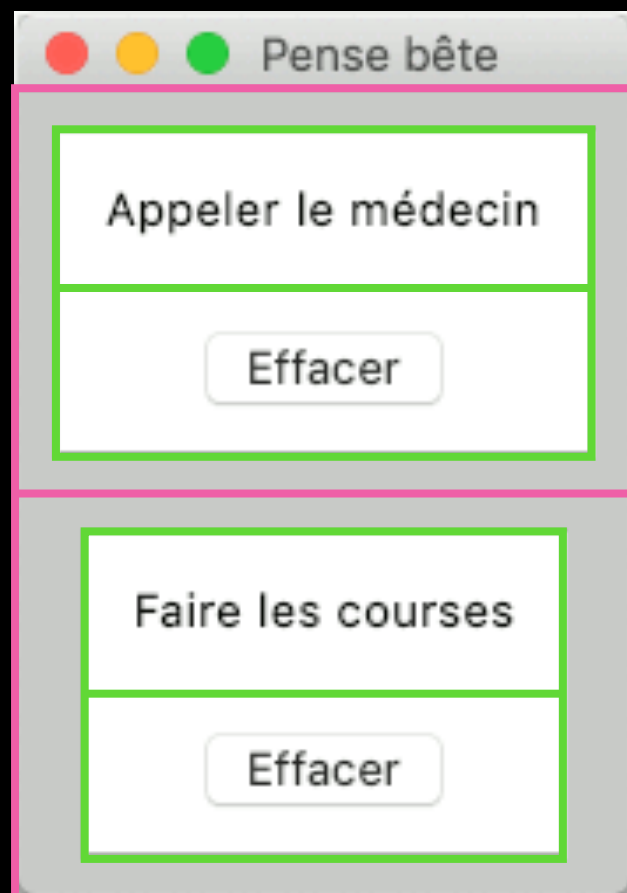 Pense bête
Appeler le médecin
Effacer
Faire les courses
Effacer